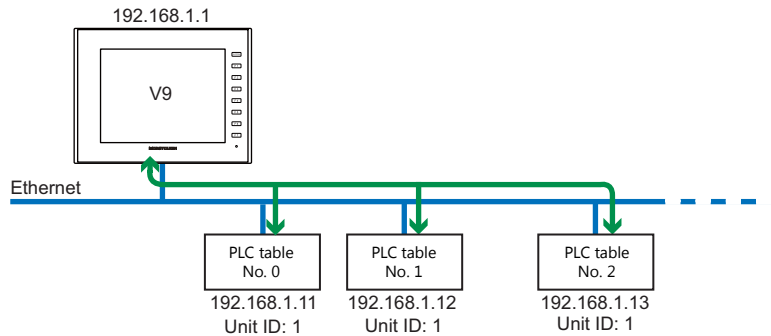 192.168.1.1
V9
Ethernet
PLC table
No. 0
PLC table
No. 1
PLC table
No. 2
192.168.1.11
Unit ID: 1
192.168.1.12
Unit ID: 1
192.168.1.13
Unit ID: 1